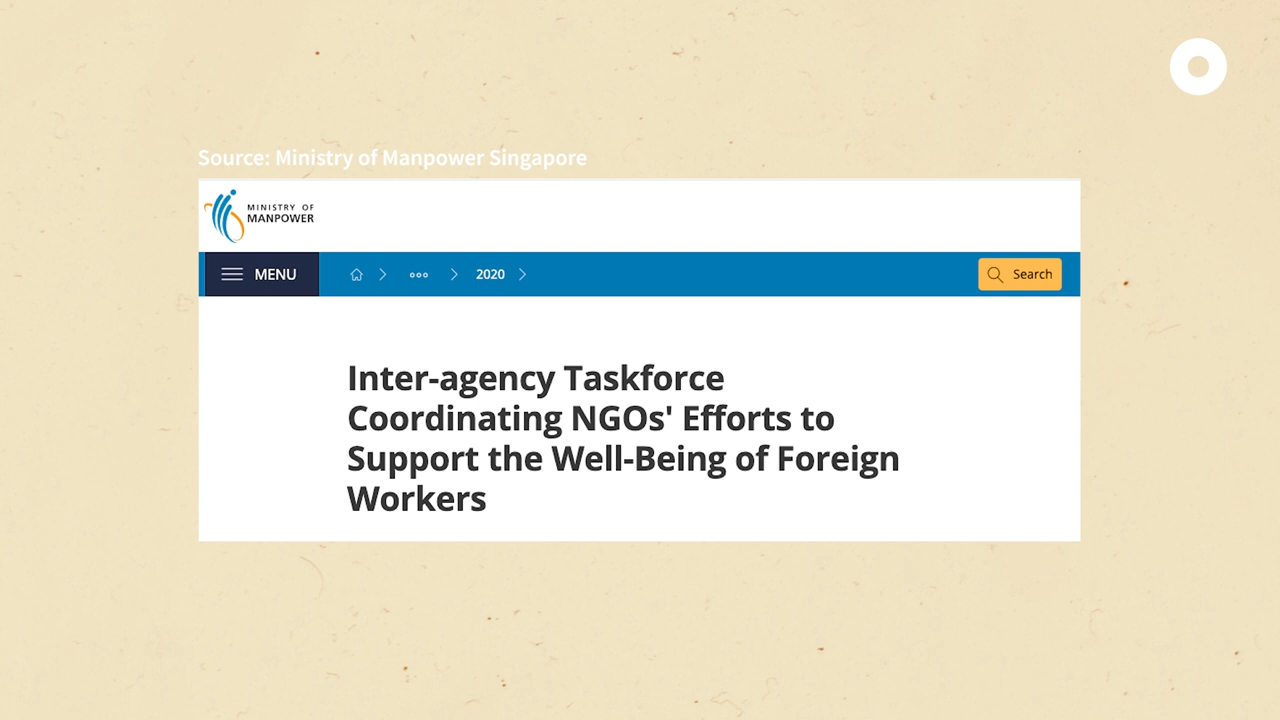 Source: Ministry of Manpower Singapore
MINISTRY OF
MANPOWER
MENU
2020
Search
Inter-agency Taskforce
Coordinating NGOs' Efforts to
Support the Well-Being of Foreign
Workers